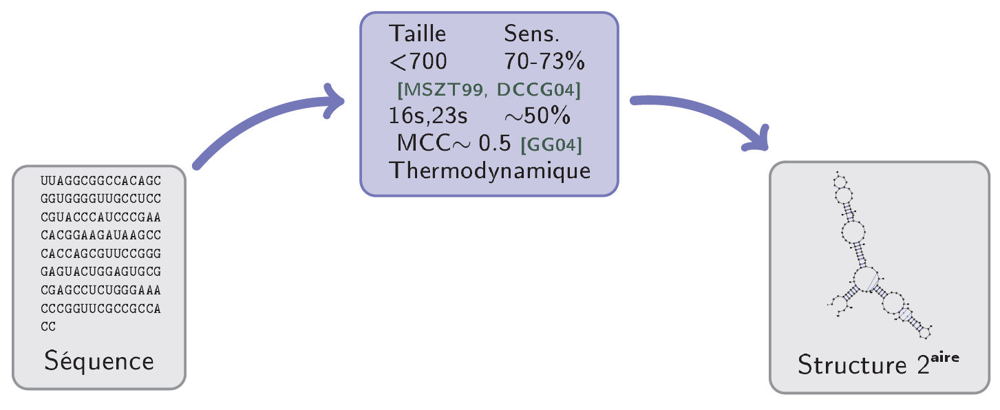 UUAGGCGGCCACAGC
GGUGGGGUUGCCUCC
CGUACCCAUCCCGAA
CACGGAAGAUAAGCC
CACCAGCGUUCCGGG
GAGUACUGGAGUGCG
CGAGCCUCUGGGAAA
CCCGGUUCGCCGCCA
CC
Séquence
Taille Sens.
<700 70-73%
[MSZT99, DCCG04]
16s,23s ∼50%
MCC∼ 0.5 [GG04]
Thermodynamique
Structure 2aire